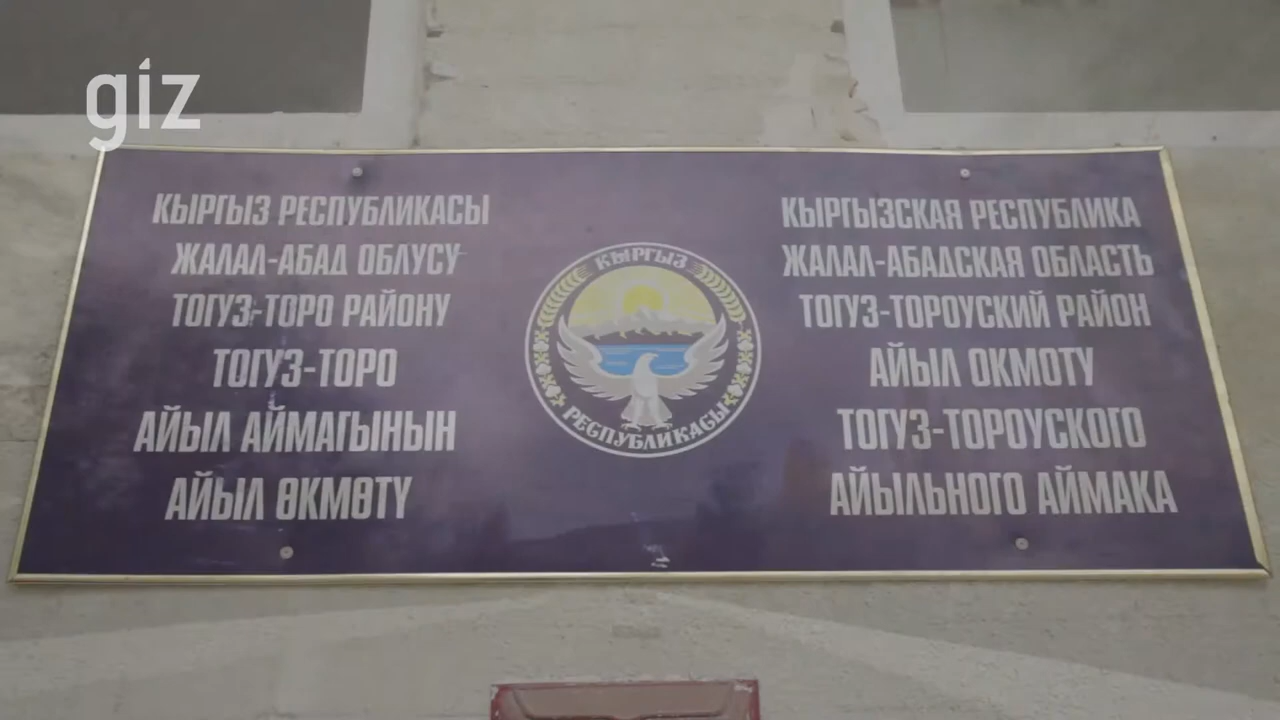 giz
КЫРГЫЗ РЕСПУБЛИКАСЫ
ЖАЛАЛ-АБАД ОБЛУСУ
ТОГУЗ-ТОРО РАЙОНУ
ТОГУЗ-ТОРО
АЙЫЛ АЙМАГЫНЫН
АЙЫЛ ӨКМӨТҮ
КЫРГЫЗ
РЕСПУБЛИКАСЫ
КЫРГЫЗСКАЯ РЕСПУБЛИКА
ЖАЛАЛ-АБАДСКАЯ ОБЛАСТЬ
ТОГУЗ-ТОРОУСКИЙ РАЙОН
АЙЫЛ ОКМОТУ
ТОГУЗ-ТОРОУСКОГО
АЙЫЛЬНОГО АЙМАКА